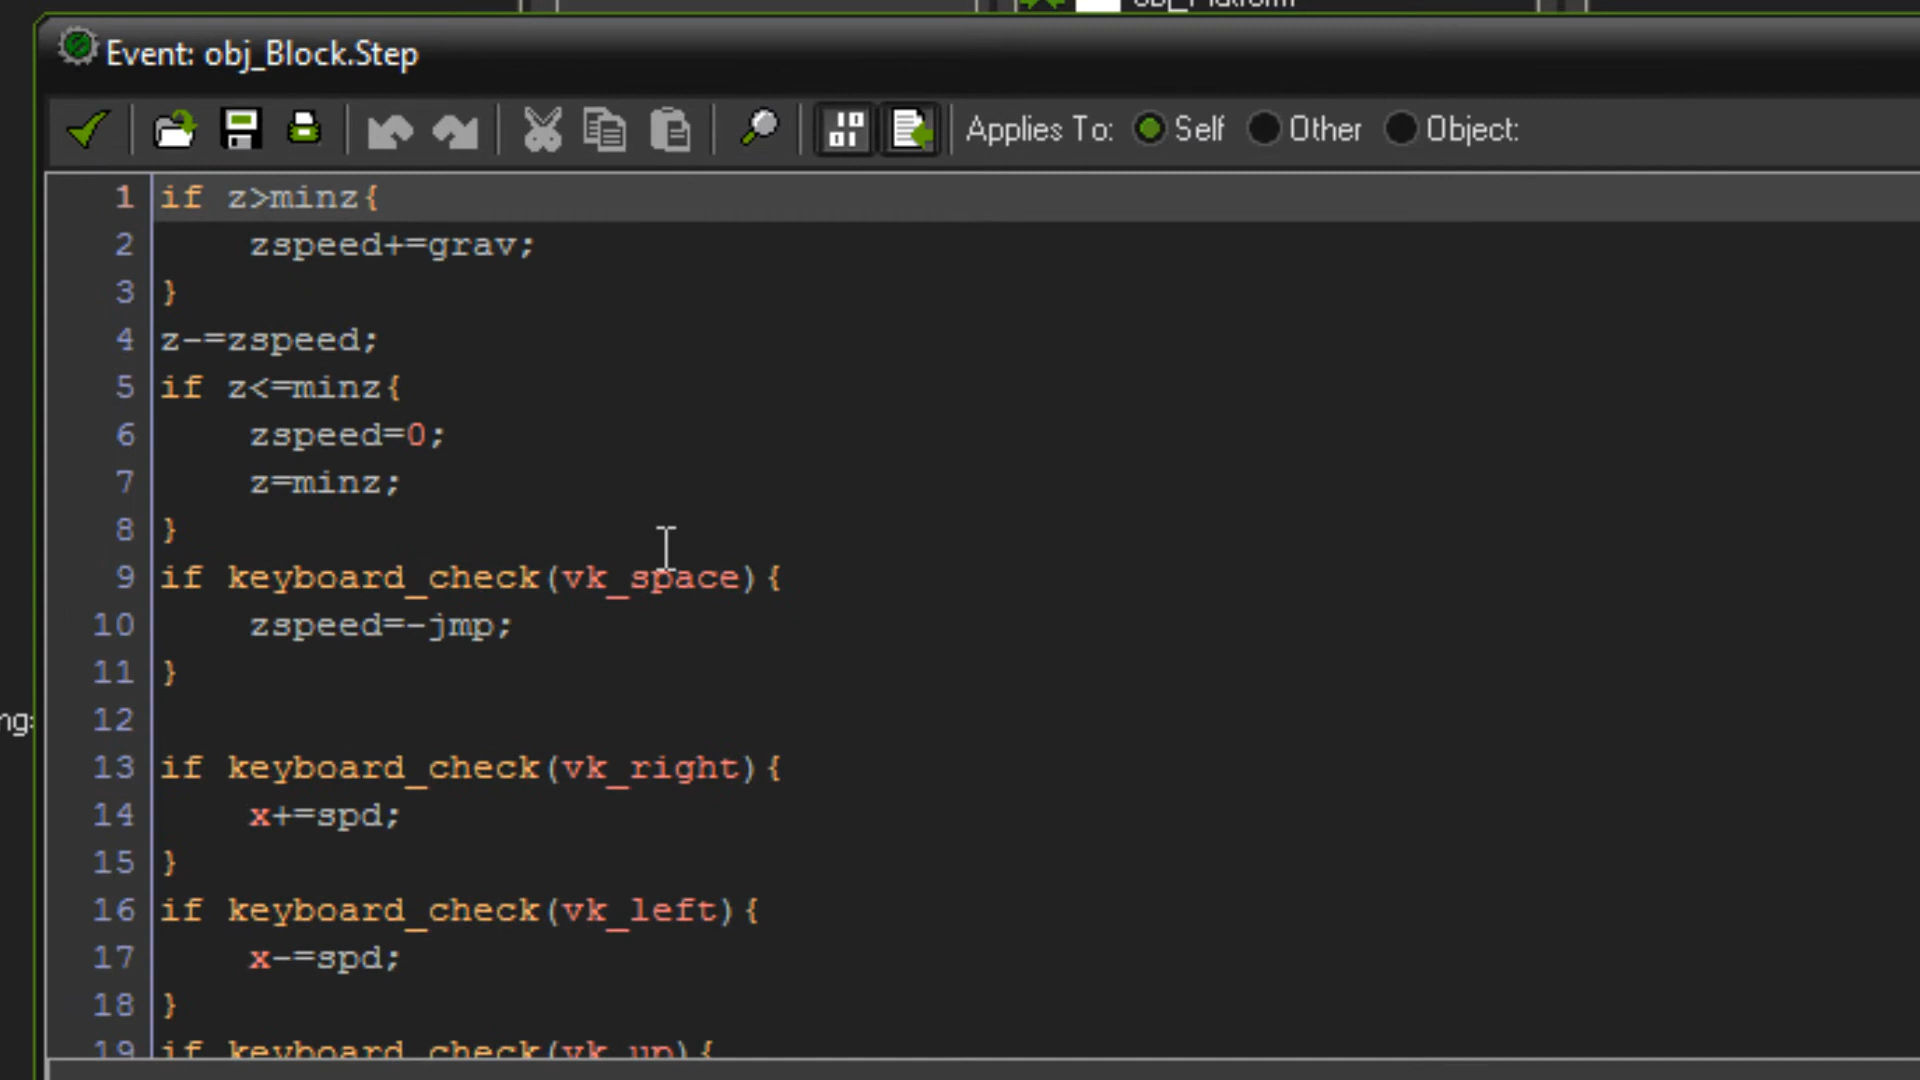 obj_Platform
Event: obj_Block.Step
Applies To: Self Other Object:
1 if z>minz{
2 zspeed+=grav;
3 }
4 z-=zspeed;
5 if z<=minz{
6 zspeed=0;
7 z=minz;
8 }
9 if keyboard_check(vk_space){
10 zspeed=-jmp;
11 }
12
13 if keyboard_check(vk_right){
14 x+=spd;
15 }
16 if keyboard_check(vk_left){
17 x-=spd;
18 }
19 if keyboard_check(vk_up){